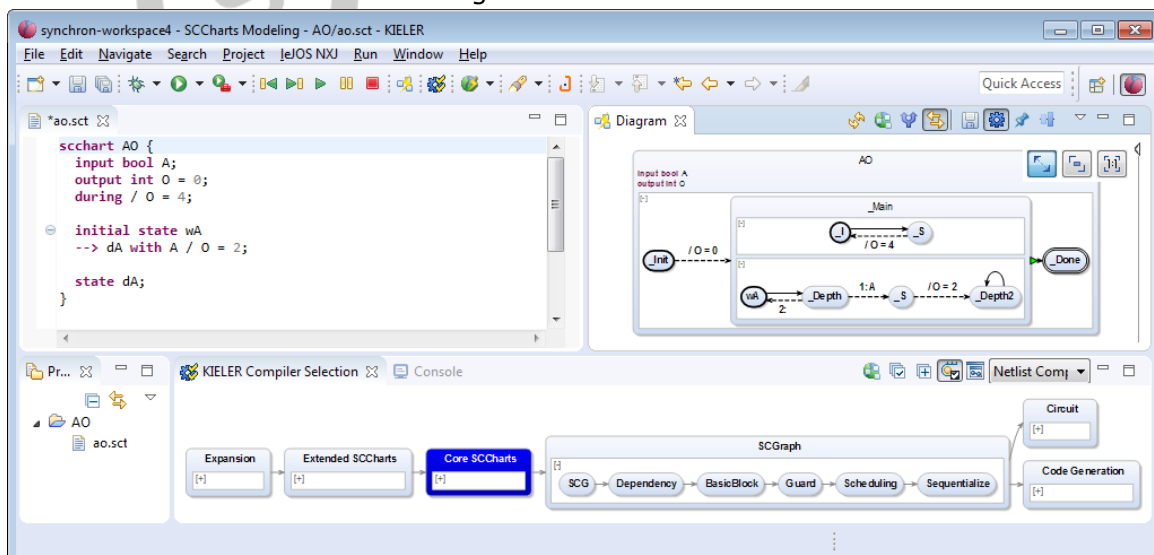 synchron-workspace4 - SCCharts Modeling - AO/ao.sct - KIELER
File Edit Navigate Search Project leJOS NXJ Run Window Help
Quick Access
*ao.sct
scchart AO {
input bool A;
output int O = 0;
during / O = 4;
initial state wA
--> dA with A / O = 2;
state dA;
}
Diagram
AO
input bool A
output int O
[-]
_Main
[-]
_I
_S
/ O = 4
_Init
/ O = 0
_Done
[-]
wA
_Depth
1: A
_S
/O = 2
_Depth2
2:
[1:1]
Pr...
AO
ao.sct
KIELER Compiler Selection
Console
Netlist Comp
Expansion
[+]
Extended SCCharts
[+]
Core SCCharts
[+]
SCGraph
[-]
SCG
Dependency
BasicBlock
Guard
Scheduling
Sequentialize
Circuit
[+]
Code Generation
[+]